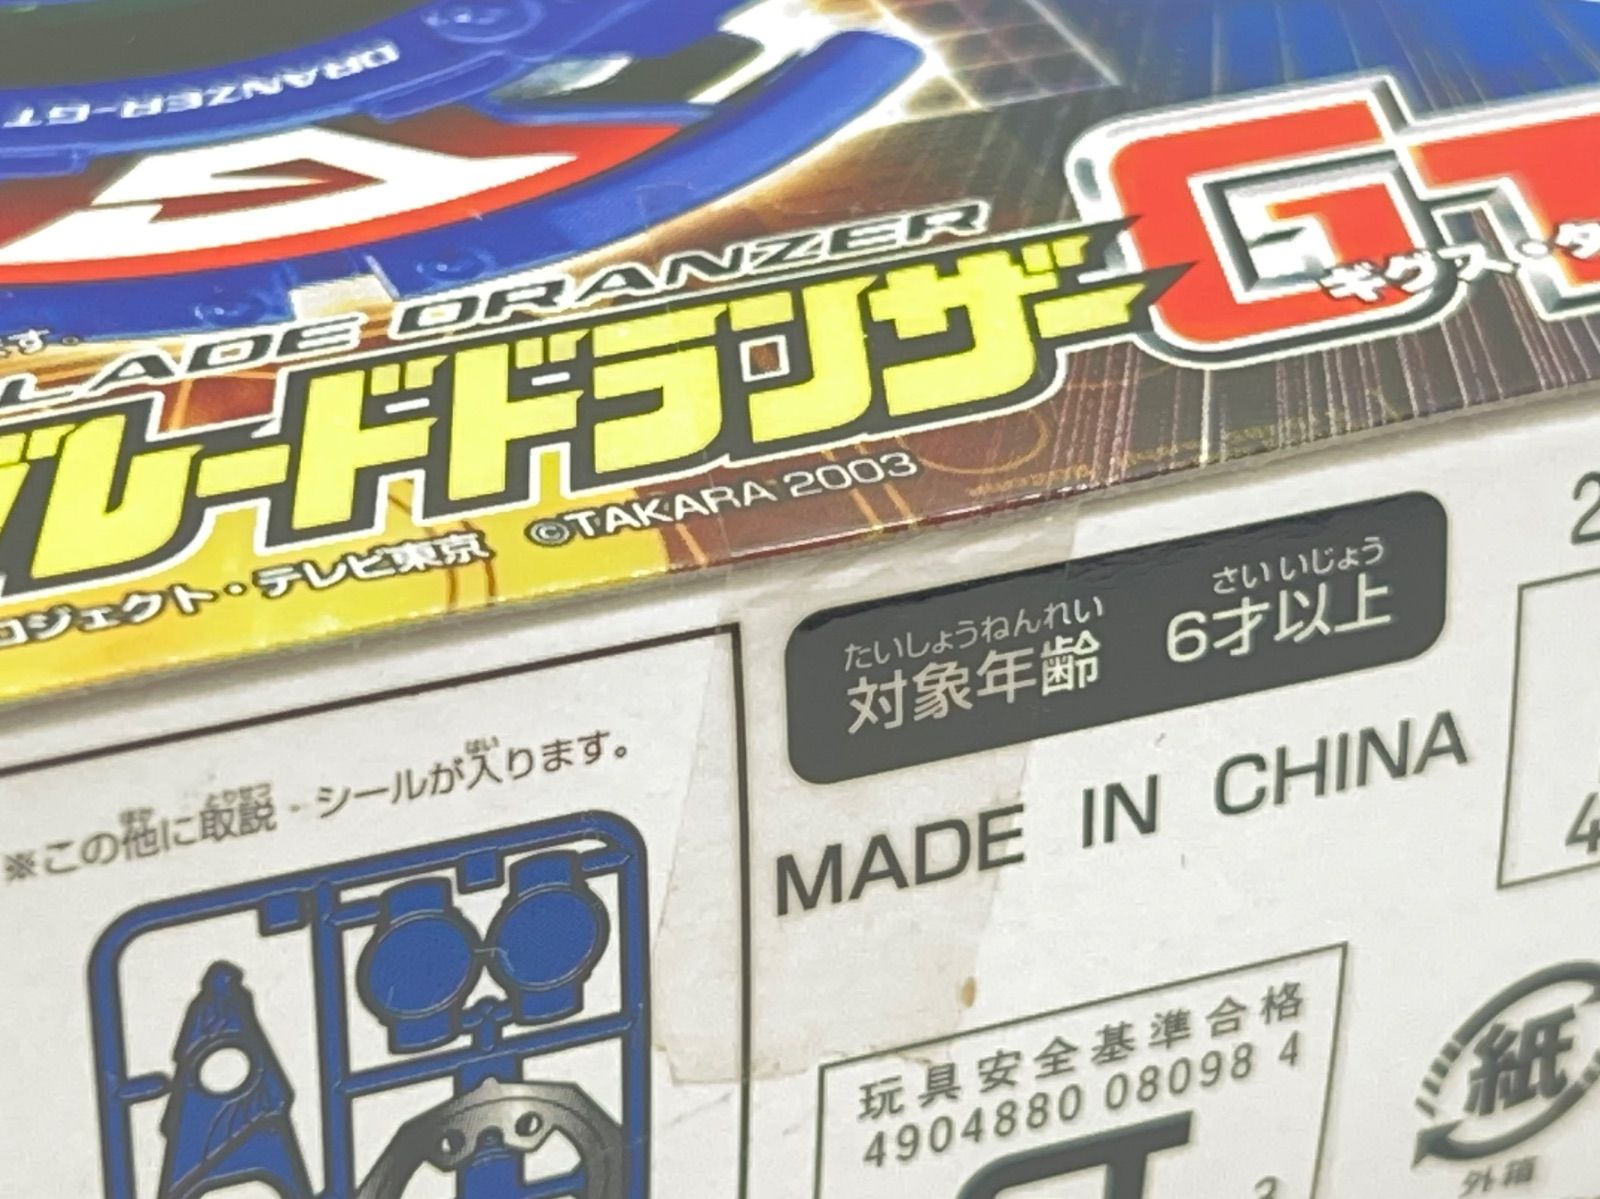 DRANZER-GT
GT
ギグス・タ
LADE DRANZER
ブレードドランザー
ます。
©TAKARA 2003
ロジェクト・テレビ東京
たいしょうねんれい さい いじょう
対象年齢 6才以上
MADE IN CHINA
※この他に取説・シールが入ります。
玩具安全基準合格
4904880 08098 4
紙
外箱